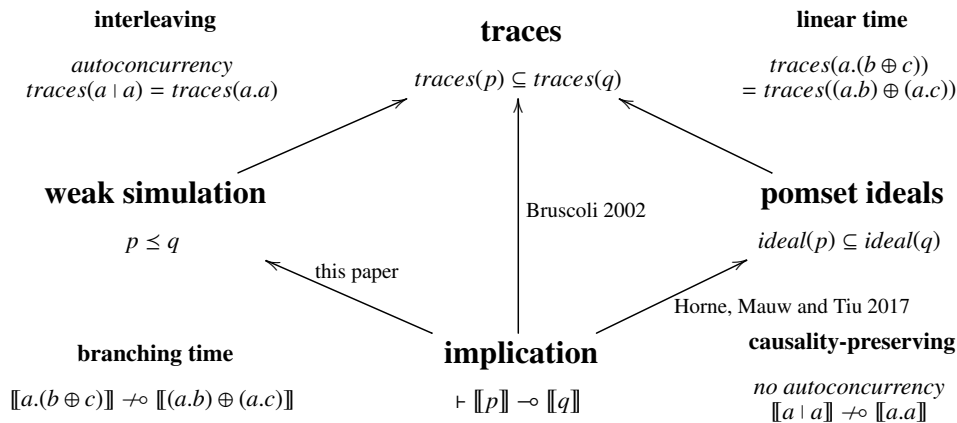 interleaving
autoconcurrency
traces(a | a) = traces(a.a)
traces
traces(p) ⊆ traces(q)
linear time
traces(a.(b ⊕ c))
= traces((a.b) ⊕ (a.c))
weak simulation
p ⪯ q
Bruscoli 2002
pomset ideals
ideal(p) ⊆ ideal(q)
this paper
Horne, Mauw and Tiu 2017
branching time
⟦a.(b ⊕ c)⟧ ⊸̸ ⟦(a.b) ⊕ (a.c)⟧
implication
⊢ ⟦p⟧ ⊸ ⟦q⟧
causality-preserving
no autoconcurrency
⟦a | a⟧ ⊸̸ ⟦a.a⟧